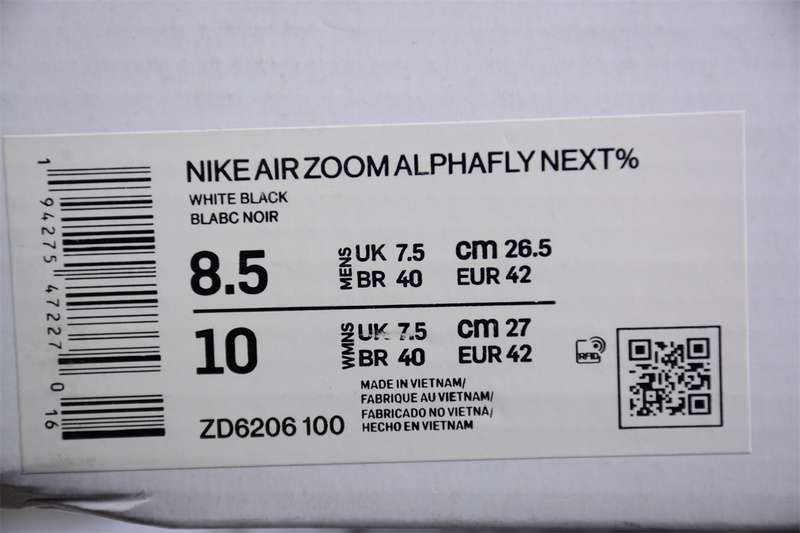 NIKE AIR ZOOM ALPHAFLY NEXT%
WHITE BLACK
BLABC NOIR
8.5 MENS UK 7.5 cm 26.5
BR 40 EUR 42
10 WMNS UK 7.5 cm 27
BR 40 EUR 42
MADE IN VIETNAM/
FABRIQUE AU VIETNAM/
FABRICADO NO VIETNA/
HECHO EN VIETNAM
ZD6206 100
1 94275 47227 0 16
RFID